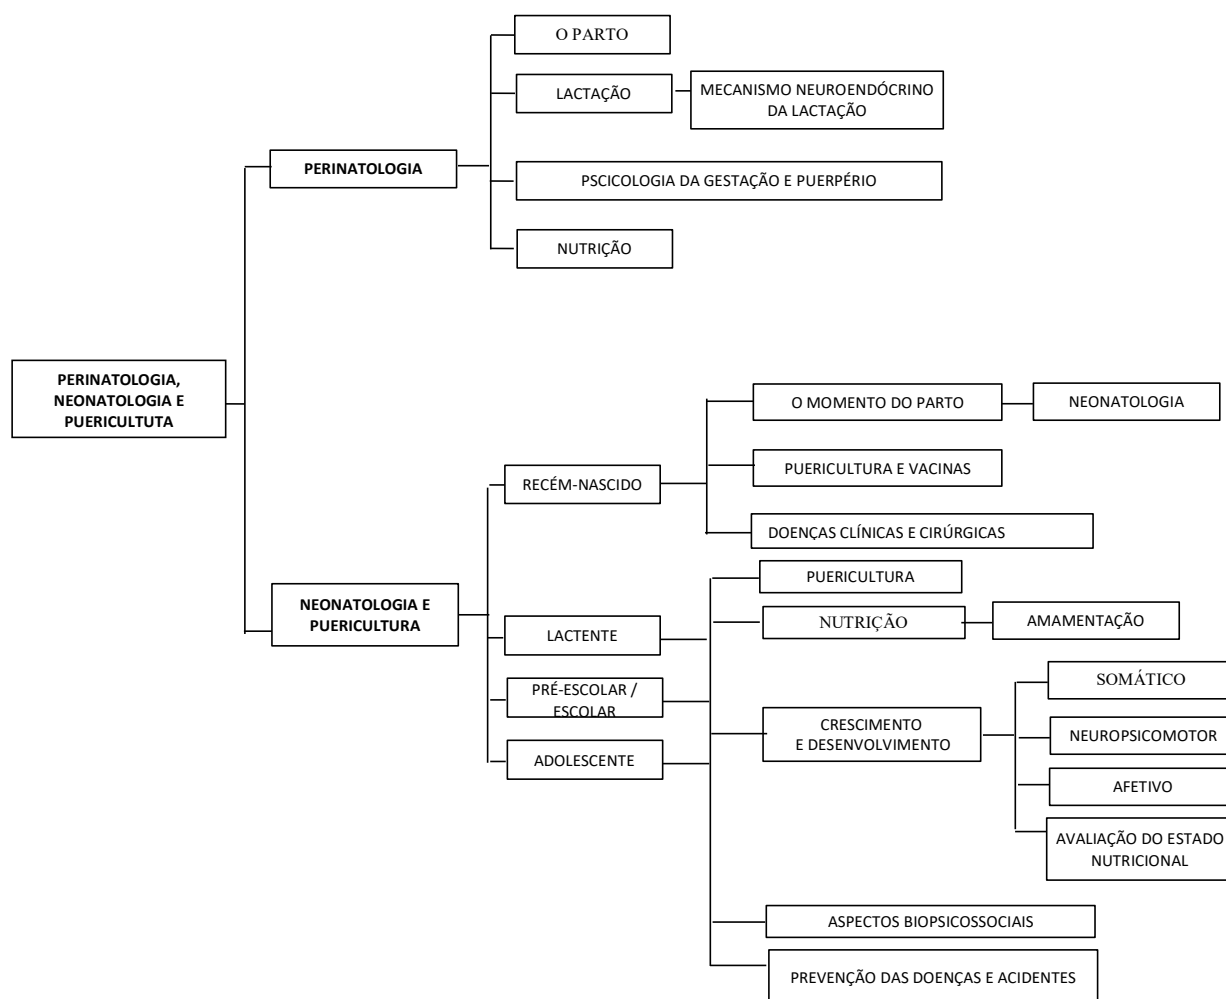 O PARTO
LACTAÇÃO
MECANISMO NEUROENDÓCRINO
DA LACTAÇÃO
PERINATOLOGIA
PSCICOLOGIA DA GESTAÇÃO E PUERPÉRIO
NUTRIÇÃO
PERINATOLOGIA,
NEONATOLOGIA E
PUERICULTUTA
O MOMENTO DO PARTO
NEONATOLOGIA
RECÉM-NASCIDO
PUERICULTURA E VACINAS
DOENÇAS CLÍNICAS E CIRÚRGICAS
NEONATOLOGIA E
PUERICULTURA
LACTENTE
PRÉ-ESCOLAR /
ESCOLAR
ADOLESCENTE
PUERICULTURA
NUTRIÇÃO
AMAMENTAÇÃO
CRESCIMENTO
E DESENVOLVIMENTO
SOMÁTICO
NEUROPSICOMOTOR
AFETIVO
AVALIAÇÃO DO ESTADO
NUTRICIONAL
ASPECTOS BIOPSICOSSOCIAIS
PREVENÇÃO DAS DOENÇAS E ACIDENTES